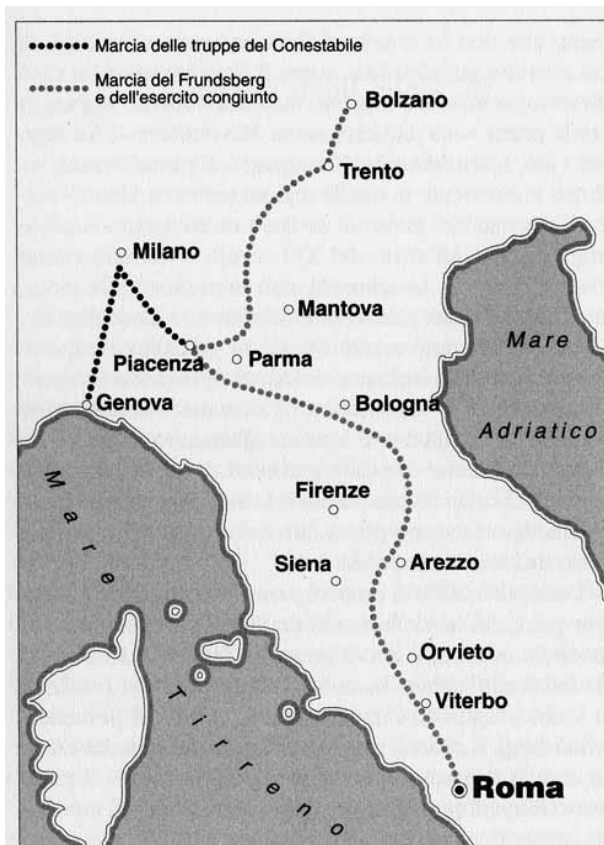 Marcia delle truppe del Conestabile
Marcia del Frundsberg
e dell'esercito congiunto
Bolzano
Trento
Milano
Mantova
Mare
Adriatico
Piacenza
Parma
Genova
Bologna
Firenze
Siena
Arezzo
Orvieto
Viterbo
Roma
Mare
Tirreno